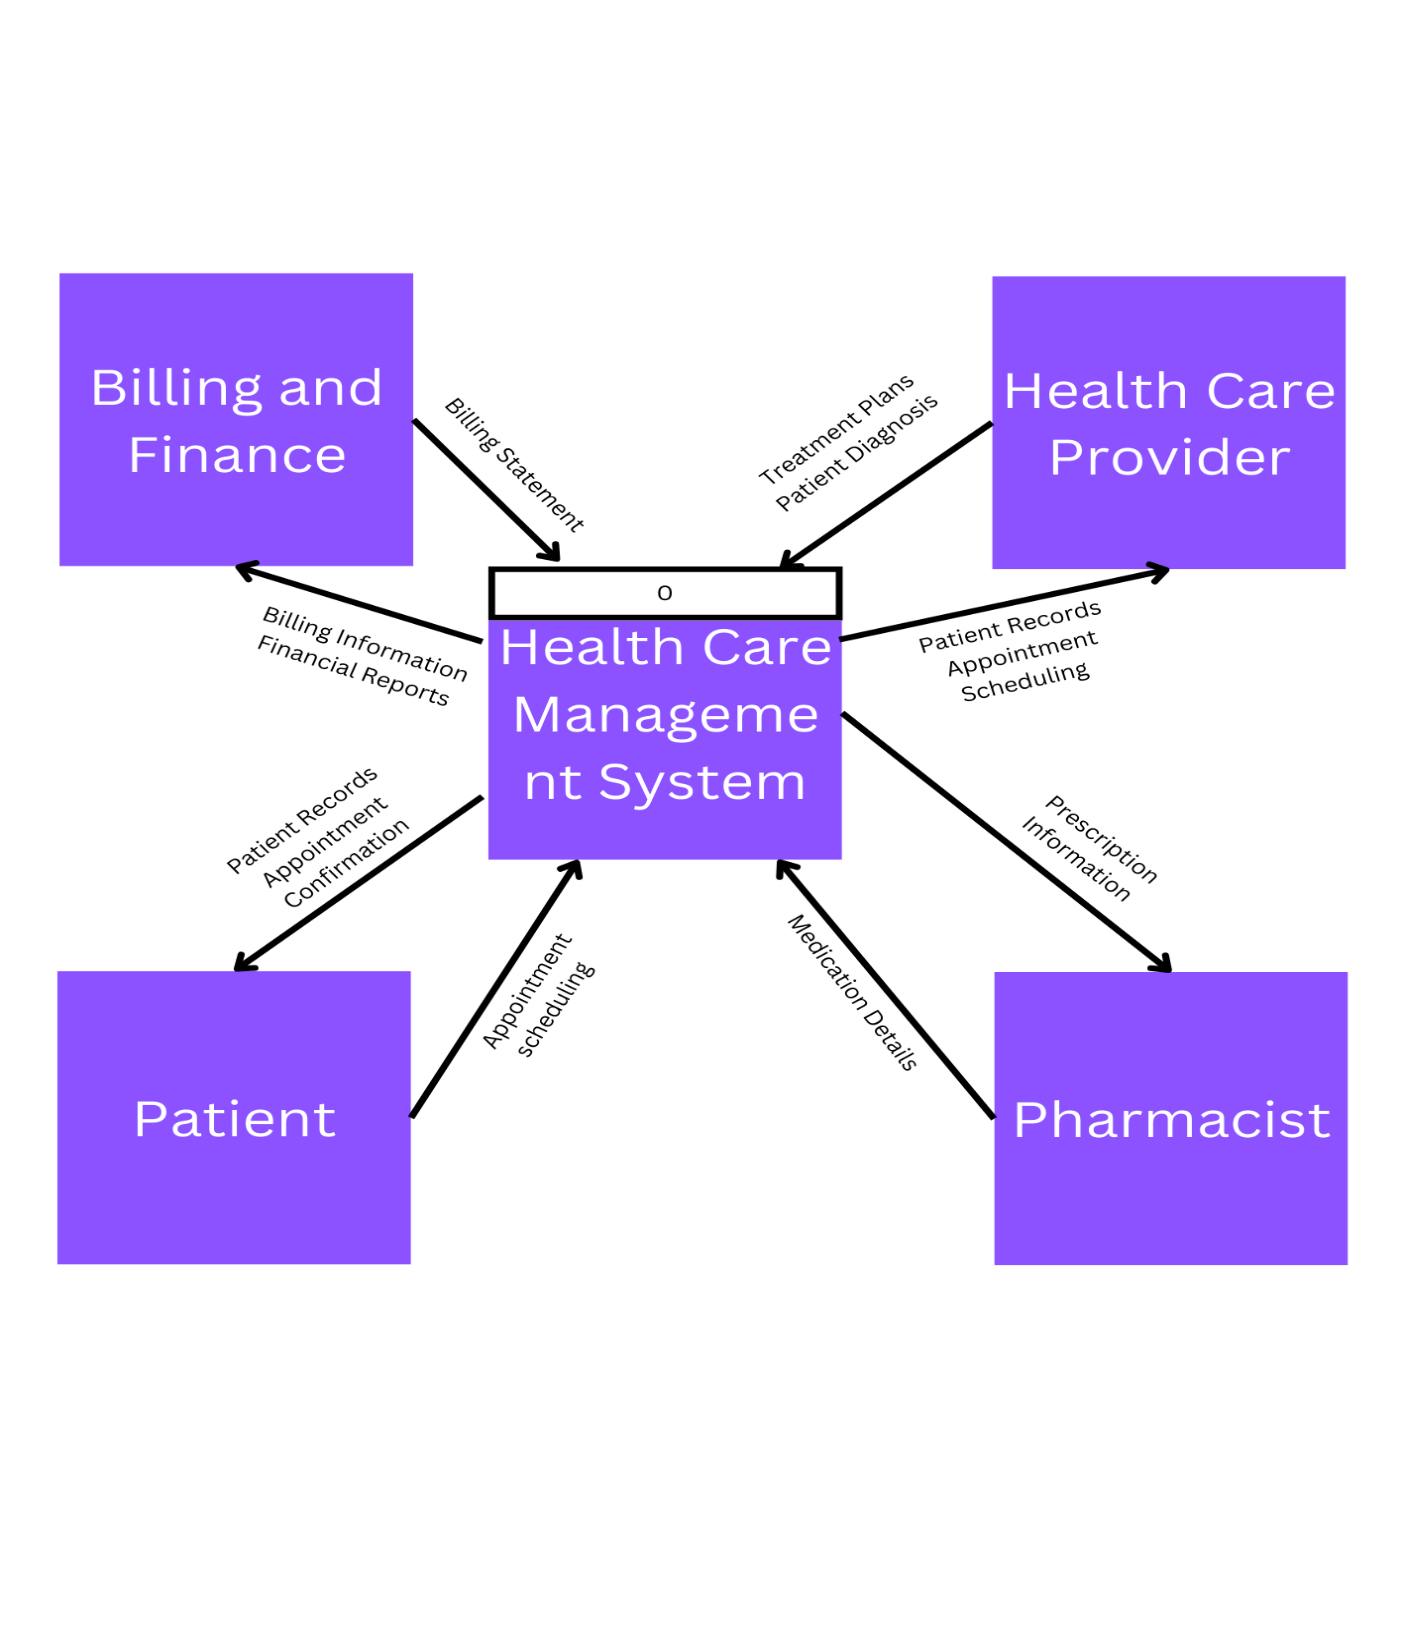 Billing and
Finance
Health Care
Provider
Billing Statement
Treatment Plans
Patient Diagnosis
Billing Information
Financial Reports
O
Health Care
Manageme
nt System
Patient Records
Appointment
Scheduling
Patient Records
Appointment
Confirmation
Prescription
Information
Appointment
scheduling
Medication Details
Patient
Pharmacist